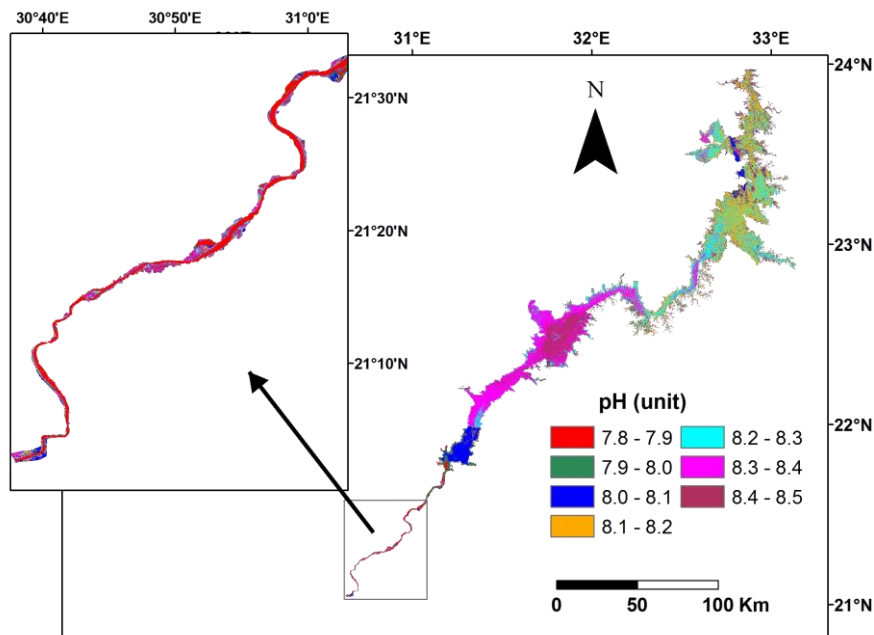 30°40'E 30°50'E 31°0'E
31°E 32°E 33°E
24°N
N
21°30'N
21°20'N
23°N
21°10'N
pH (unit)
7.8 - 7.9 8.2 - 8.3
22°N
7.9 - 8.0 8.3 - 8.4
8.0 - 8.1 8.4 - 8.5
8.1 - 8.2
0 50 100 Km
21°N